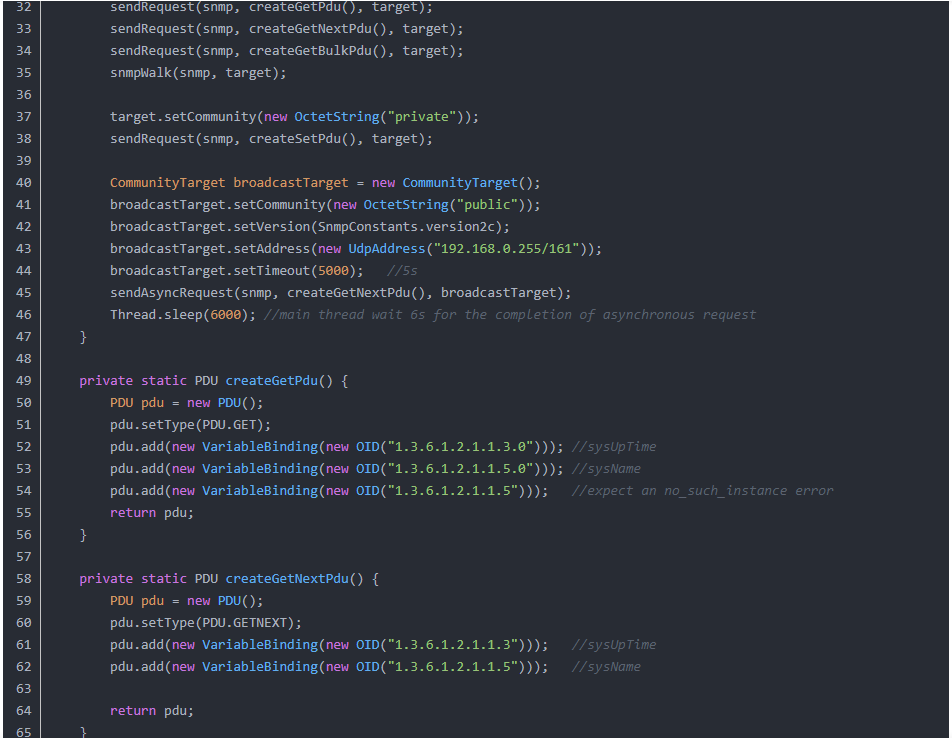 32 sendRequest(snmp, createGetPdu(), target);
33 sendRequest(snmp, createGetNextPdu(), target);
34 sendRequest(snmp, createGetBulkPdu(), target);
35 snmpWalk(snmp, target);
36
37 target.setCommunity(new OctetString("private"));
38 sendRequest(snmp, createSetPdu(), target);
39
40 CommunityTarget broadcastTarget = new CommunityTarget();
41 broadcastTarget.setCommunity(new OctetString("public"));
42 broadcastTarget.setVersion(SnmpConstants.version2c);
43 broadcastTarget.setAddress(new UdpAddress("192.168.0.255/161"));
44 broadcastTarget.setTimeout(5000); //5s
45 sendAsyncRequest(snmp, createGetNextPdu(), broadcastTarget);
46 Thread.sleep(6000); //main thread wait 6s for the completion of asynchronous request
47 }
48
49 private static PDU createGetPdu() {
50 PDU pdu = new PDU();
51 pdu.setType(PDU.GET);
52 pdu.add(new VariableBinding(new OID("1.3.6.1.2.1.1.3.0"))); //sysUpTime
53 pdu.add(new VariableBinding(new OID("1.3.6.1.2.1.1.5.0"))); //sysName
54 pdu.add(new VariableBinding(new OID("1.3.6.1.2.1.1.5"))); //expect an no_such_instance error
55 return pdu;
56 }
57
58 private static PDU createGetNextPdu() {
59 PDU pdu = new PDU();
60 pdu.setType(PDU.GETNEXT);
61 pdu.add(new VariableBinding(new OID("1.3.6.1.2.1.1.3"))); //sysUpTime
62 pdu.add(new VariableBinding(new OID("1.3.6.1.2.1.1.5"))); //sysName
63
64 return pdu;
65 }